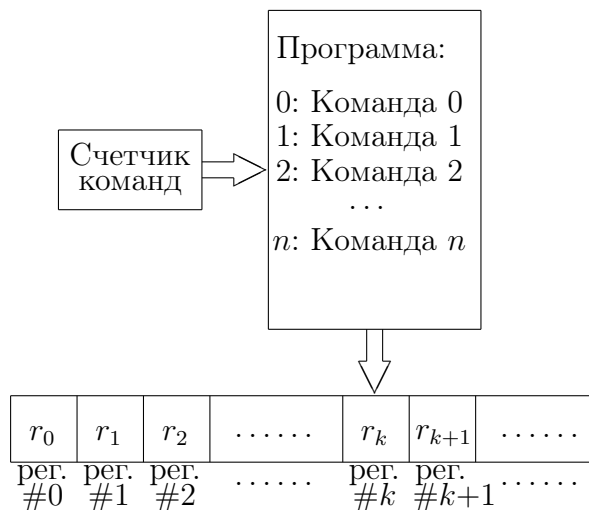 Программа:
0: Команда 0
1: Команда 1
2: Команда 2
...
n: Команда n
Счетчик
команд
r₀ r₁ r₂ ...... rₖ rₖ₊₁ ......
рег. рег. рег. ...... рег. рег. ......
#0 #1 #2 #k #k+1